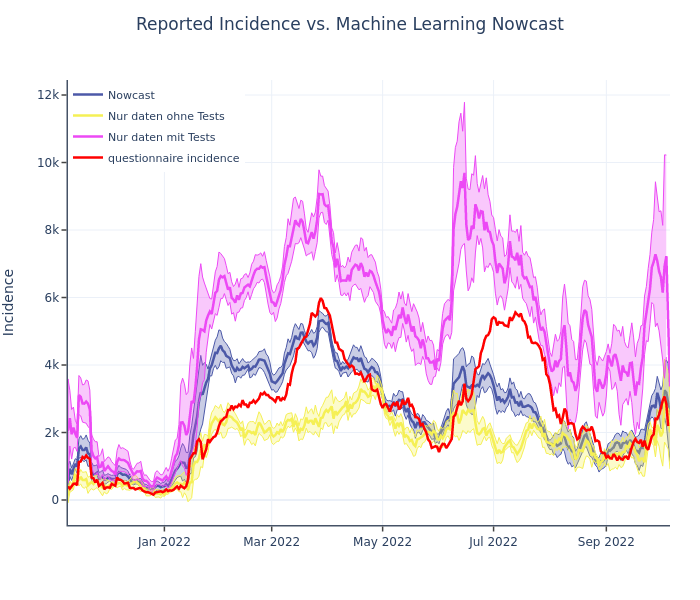 Reported Incidence vs. Machine Learning Nowcast
Nowcast
Nur daten ohne Tests
Nur daten mit Tests
questionnaire incidence
12k
10k
8k
6k
4k
2k
0
Incidence
Jan 2022
Mar 2022
May 2022
Jul 2022
Sep 2022